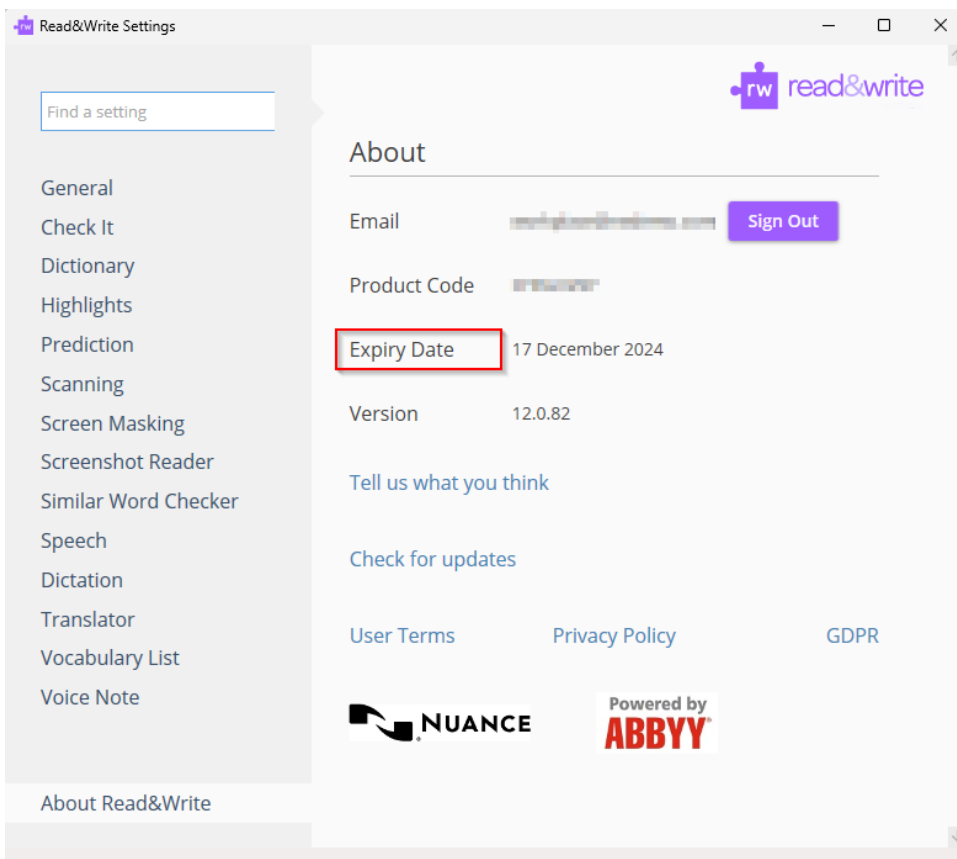 Read&Write Settings
rw read&write
Find a setting
General
Check It
Dictionary
Highlights
Prediction
Scanning
Screen Masking
Screenshot Reader
Similar Word Checker
Speech
Dictation
Translator
Vocabulary List
Voice Note
About Read&Write
About
Email Sign Out
Product Code
Expiry Date 17 December 2024
Version 12.0.82
Tell us what you think
Check for updates
User Terms Privacy Policy GDPR
NUANCE
Powered by
ABBYY